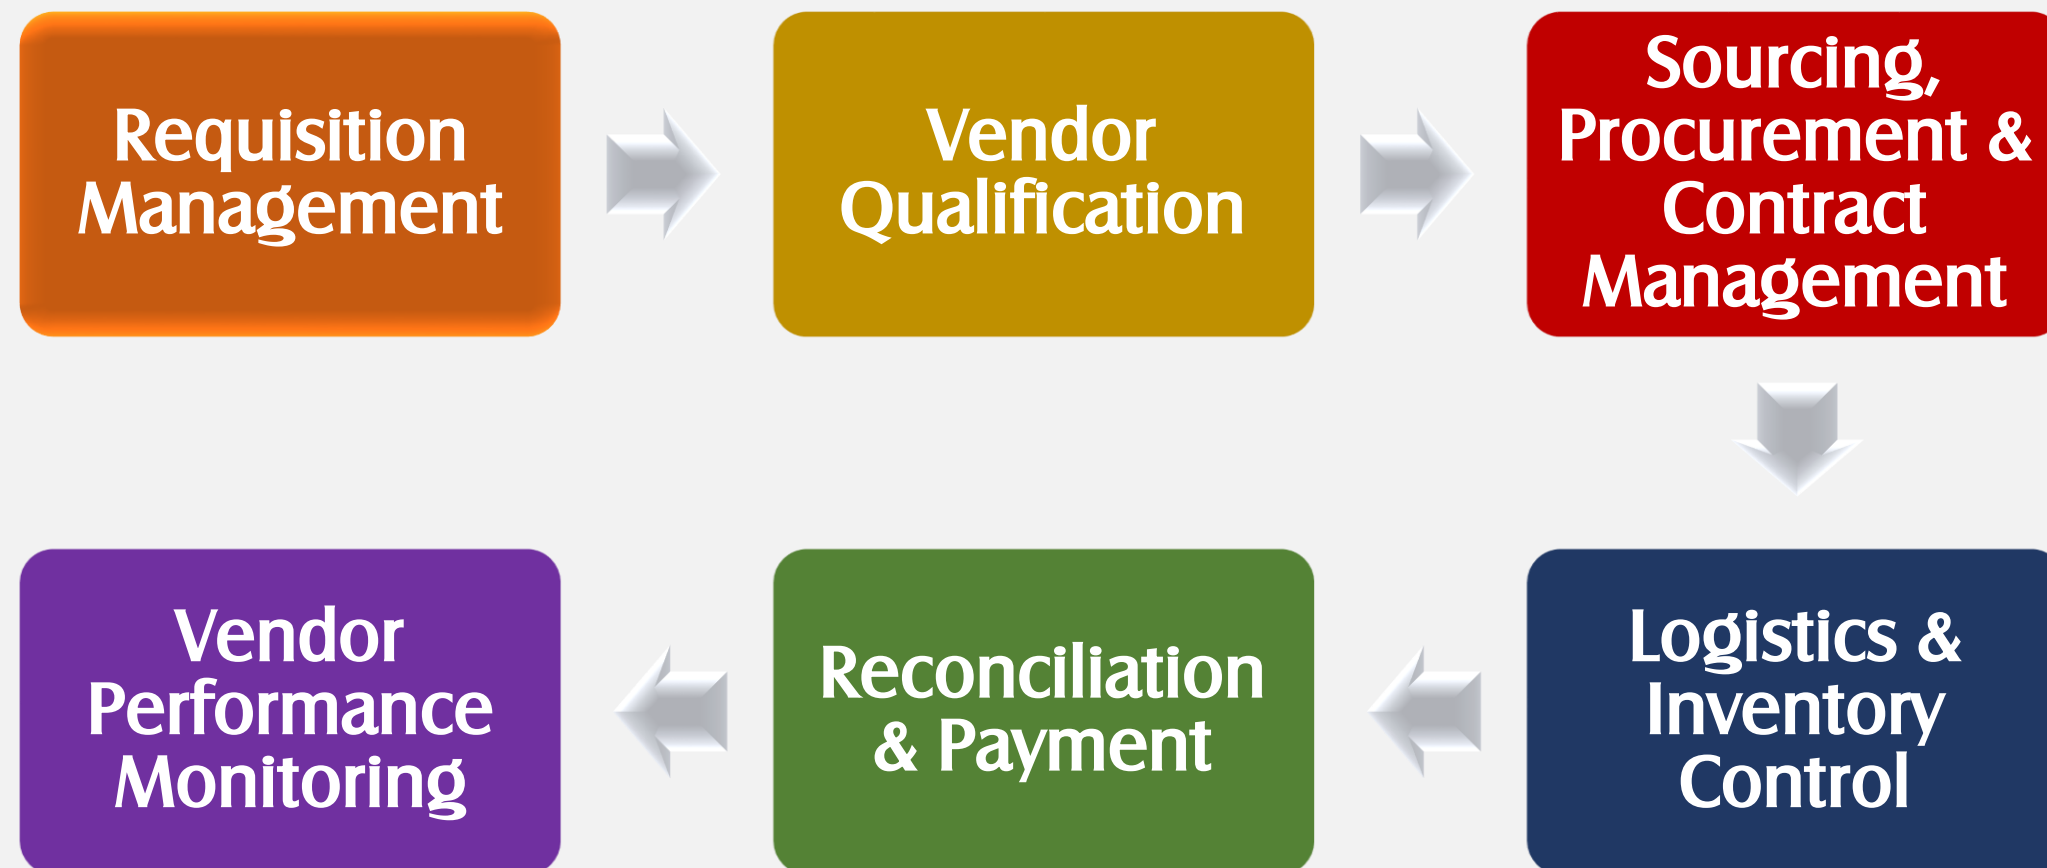 Requisition
Management
Vendor
Qualification
Sourcing,
Procurement &
Contract
Management
Logistics &
Inventory
Control
Reconciliation
& Payment
Vendor
Performance
Monitoring